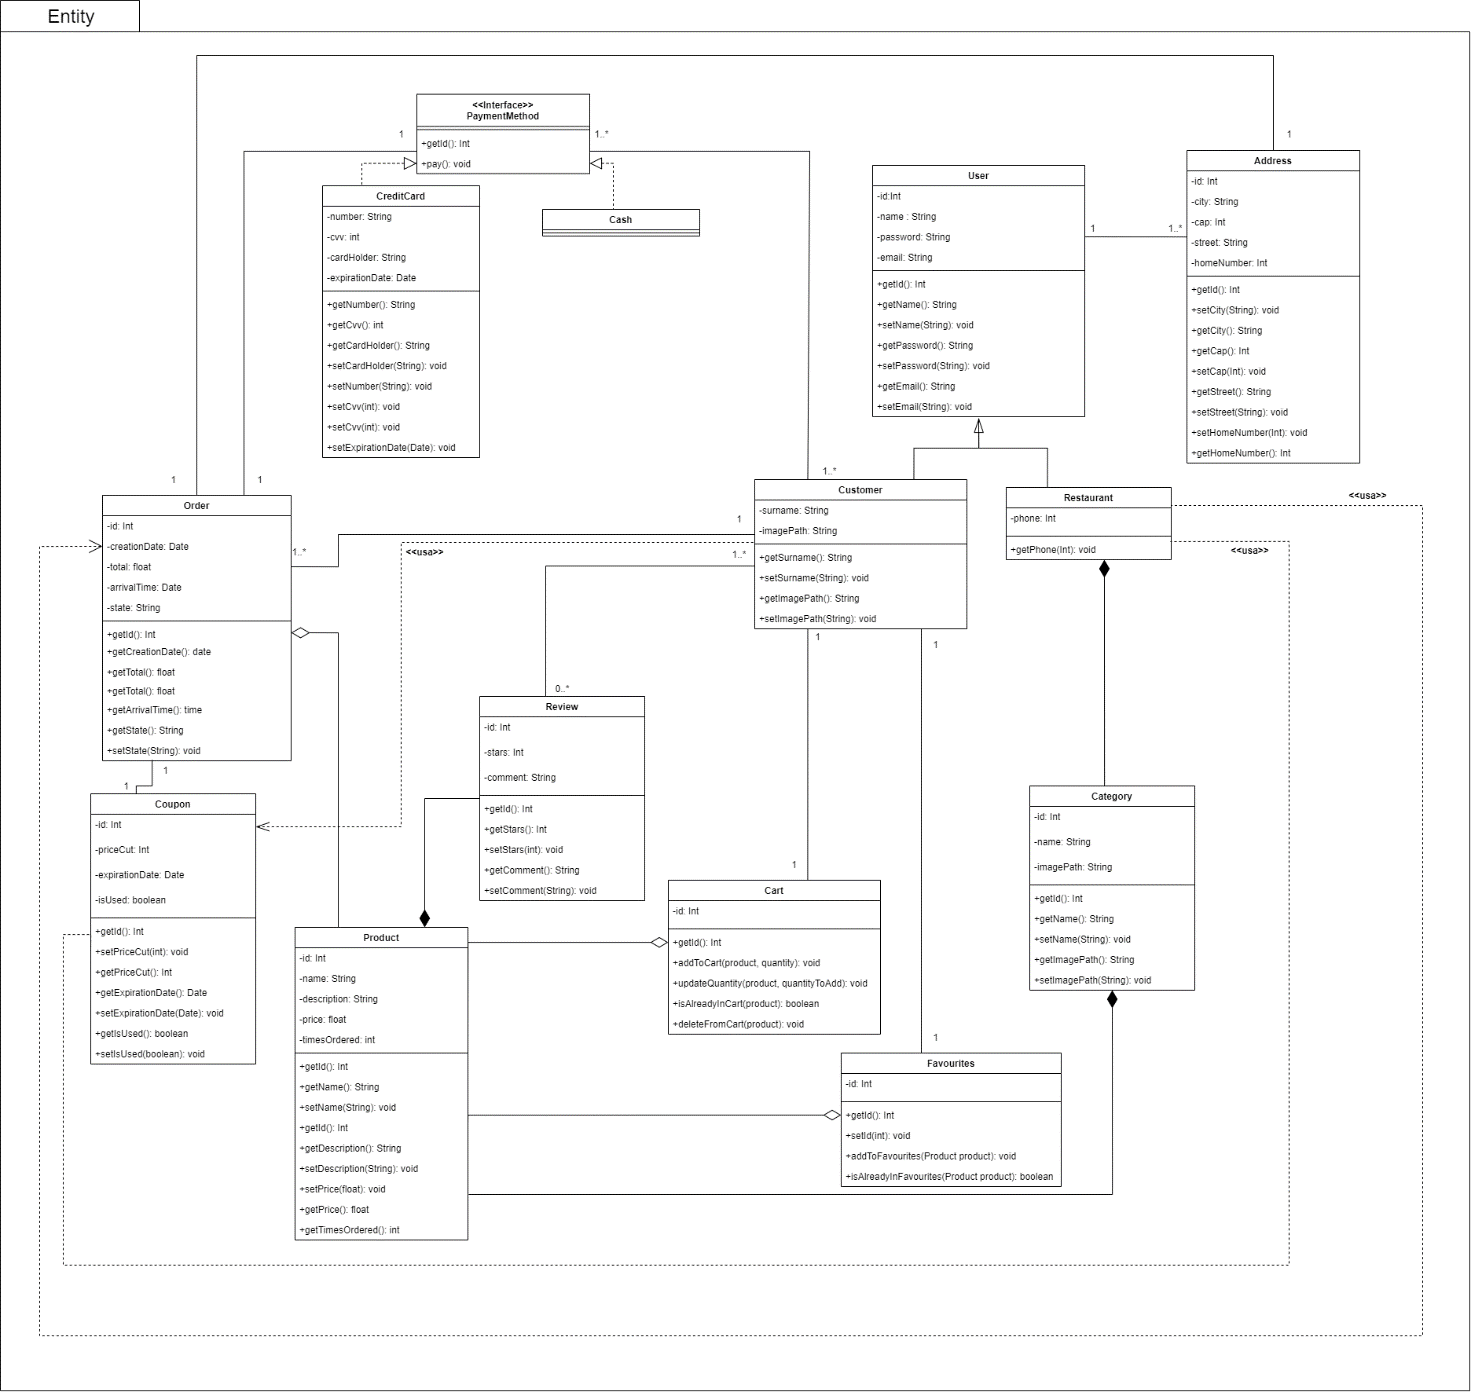 Entity
1
<<Interface>>
PaymentMethod
+getId(): Int
+pay(): void
1
1..*
CreditCard
-number: String
-cvv: int
-cardHolder: String
-expirationDate: Date
+getNumber(): String
+getCvv(): int
+getCardHolder(): String
+setCardHolder(String): void
+setNumber(String): void
+setCvv(int): void
+setCvv(int): void
+setExpirationDate(Date): void
Cash
User
-id:Int
-name : String
-password: String
-email: String
+getId(): Int
+getName(): String
+setName(String): void
+getPassword(): String
+setPassword(String): void
+getEmail(): String
+setEmail(String): void
1
1..*
Address
-id: Int
-city: String
-cap: Int
-street: String
-homeNumber: Int
+getId(): Int
+setCity(String): void
+getCity(): String
+getCap(): Int
+setCap(Int): void
+getStreet(): String
+setStreet(String): void
+setHomeNumber(Int): void
+getHomeNumber(): Int
1
1
Order
-id: Int
-creationDate: Date
-total: float
-arrivalTime: Date
-state: String
+getId(): Int
+getCreationDate(): date
+getTotal(): float
+getTotal(): float
+getArrivalTime(): time
+getState(): String
+setState(String): void
1..*
<<usa>>
1
1..*
1..*
Customer
-surname: String
-imagePath: String
+getSurname(): String
+setSurname(String): void
+getImagePath(): String
+setImagePath(String): void
1
1
Restaurant
-phone: Int
+getPhone(Int): void
<<usa>>
<<usa>>
0..*
Review
-id: Int
-stars: Int
-comment: String
+getId(): Int
+getStars(): Int
+setStars(int): void
+getComment(): String
+setComment(String): void
1
1
Coupon
-id: Int
-priceCut: Int
-expirationDate: Date
-isUsed: boolean
+getId(): Int
+setPriceCut(int): void
+getPriceCut(): Int
+getExpirationDate(): Date
+setExpirationDate(Date): void
+getIsUsed(): boolean
+setIsUsed(boolean): void
1
Cart
-id: Int
+getId(): Int
+addToCart(product, quantity): void
+updateQuantity(product, quantityToAdd): void
+isAlreadyInCart(product): boolean
+deleteFromCart(product): void
Category
-id: Int
-name: String
-imagePath: String
+getId(): Int
+getName(): String
+setName(String): void
+getImagePath(): String
+setImagePath(String): void
Product
-id: Int
-name: String
-description: String
-price: float
-timesOrdered: int
+getId(): Int
+getName(): String
+setName(String): void
+getId(): Int
+getDescription(): String
+setDescription(String): void
+setPrice(float): void
+getPrice(): float
+getTimesOrdered(): int
1
Favourites
-id: Int
+getId(): Int
+setId(int): void
+addToFavourites(Product product): void
+isAlreadyInFavourites(Product product): boolean